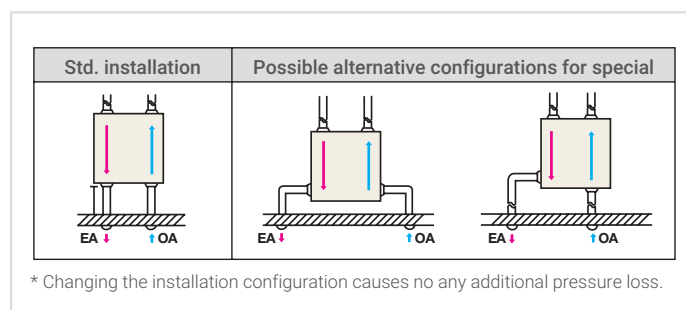 Std. installation
Possible alternative configurations for special
EA OA
EA OA
EA OA
* Changing the installation configuration causes no any additional pressure loss.